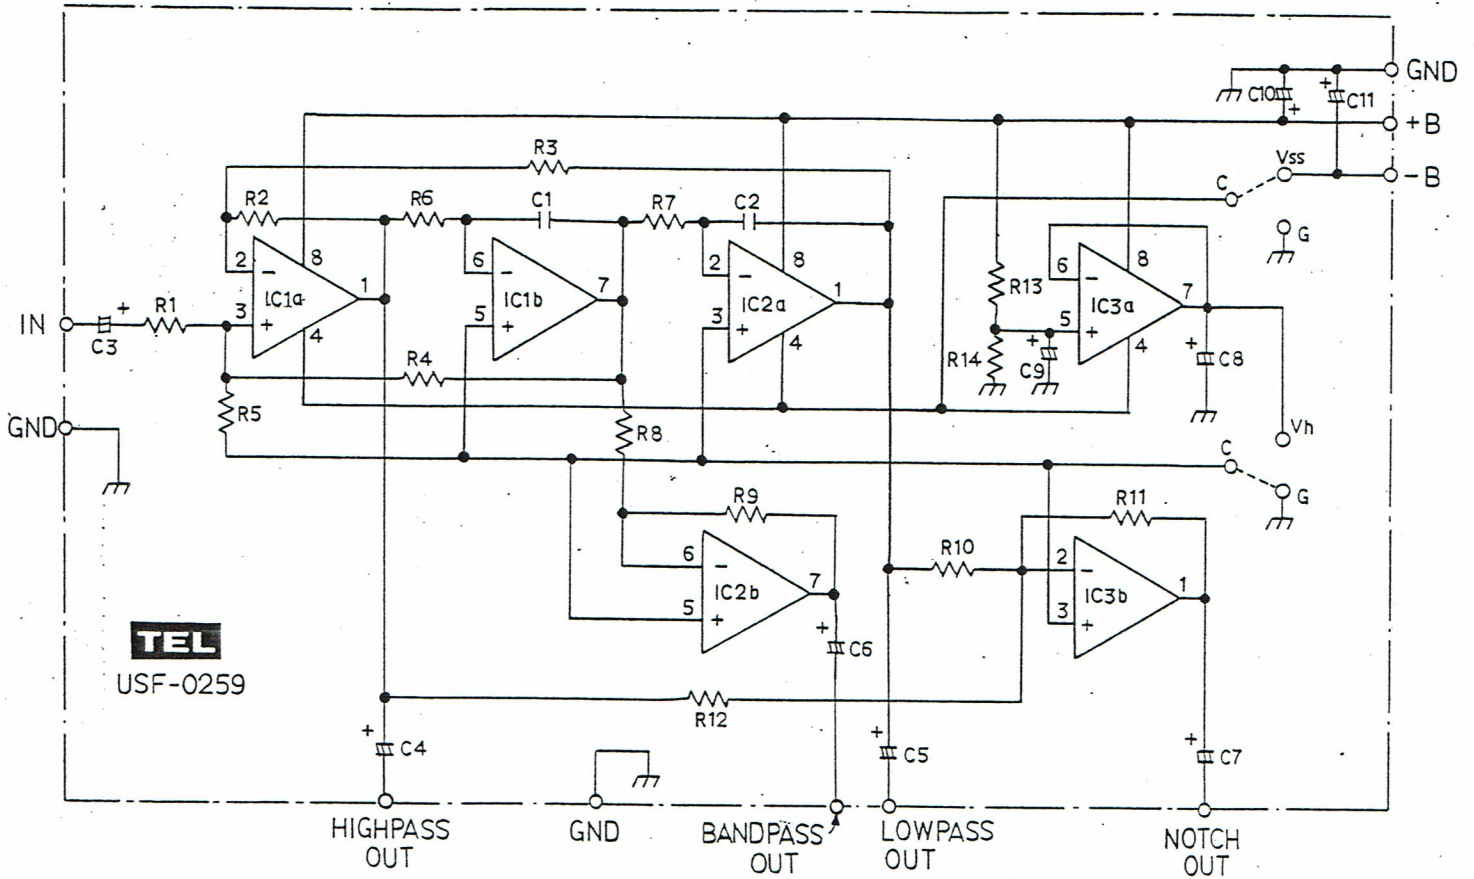 GND
C10 + + C11
+B
Vss
-B
C
G
R3
R2 R6 C1 R7 C2
2 - 8 6 - 2 - 8 6 - 8
IC1a 1 IC1b 7 IC2a 1 R13 IC3a 7
IN + R1 3 + 5 + 3 + + 5 +
C3 4 4 R14 C9 4 + C8
R4
R5
GND R8 Vh
C
G
R9 R11
6 - R10 2 -
IC2b 7 IC3b 1
5 + 3 +
+ C6
TEL
USF-0259
R12
+ C4 + C5 + C7
HIGHPASS OUT
GND
BANDPASS OUT
LOWPASS OUT
NOTCH OUT